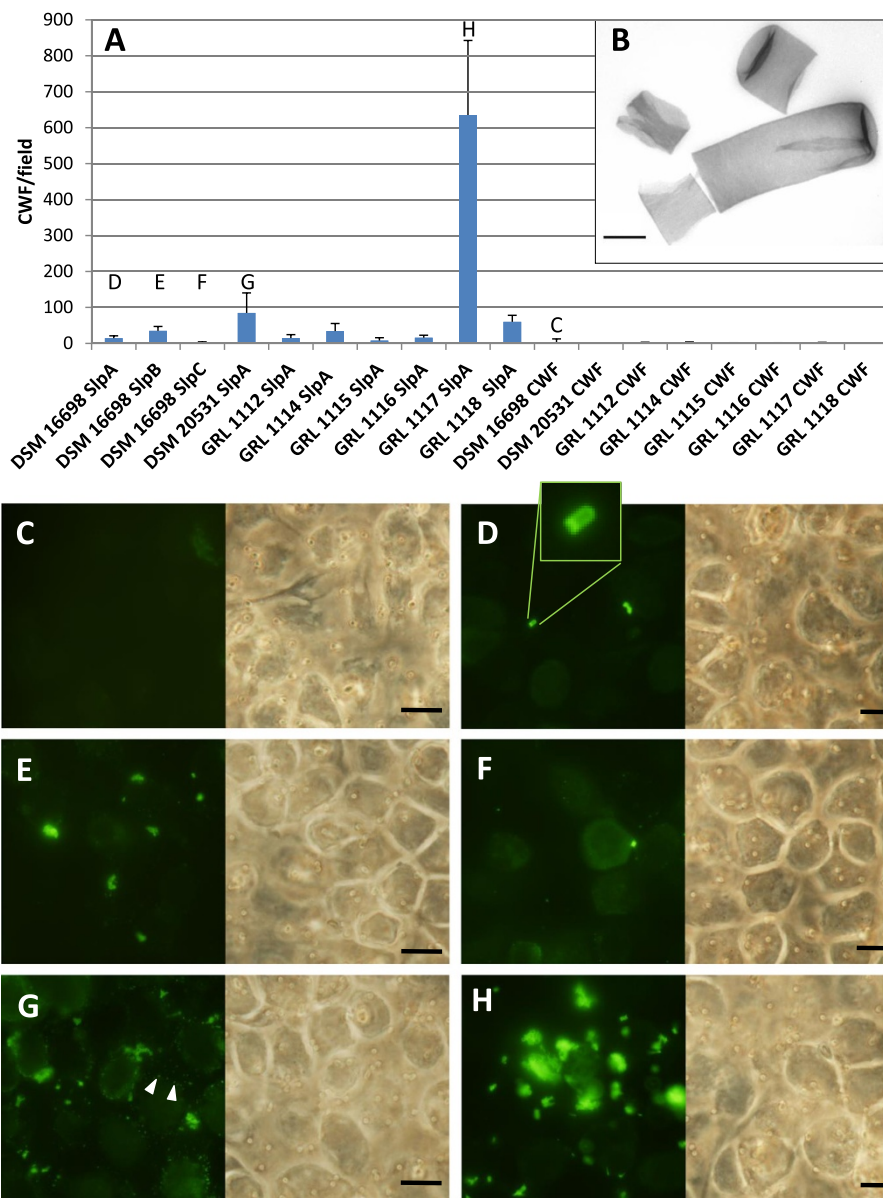 900
800
700
600
500
400
300
200
100
0
CWF/field
A
B
D
E
F
G
H
C
DSM 16698 SlpA
DSM 16698 SlpB
DSM 16698 SlpC
DSM 20531 SlpA
GRL 1112 SlpA
GRL 1114 SlpA
GRL 1115 SlpA
GRL 1116 SlpA
GRL 1117 SlpA
GRL 1118 SlpA
DSM 16698 CWF
DSM 20531 CWF
GRL 1112 CWF
GRL 1114 CWF
GRL 1115 CWF
GRL 1116 CWF
GRL 1117 CWF
GRL 1118 CWF
C
D
E
F
G
H